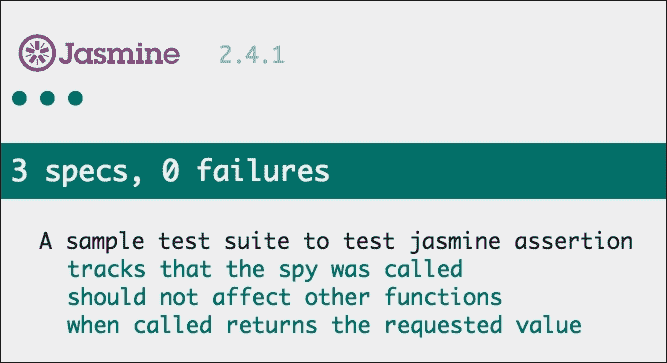 Jasmine 2.4.1
3 specs, 0 failures
A sample test suite to test jasmine assertion
tracks that the spy was called
should not affect other functions
when called returns the requested value